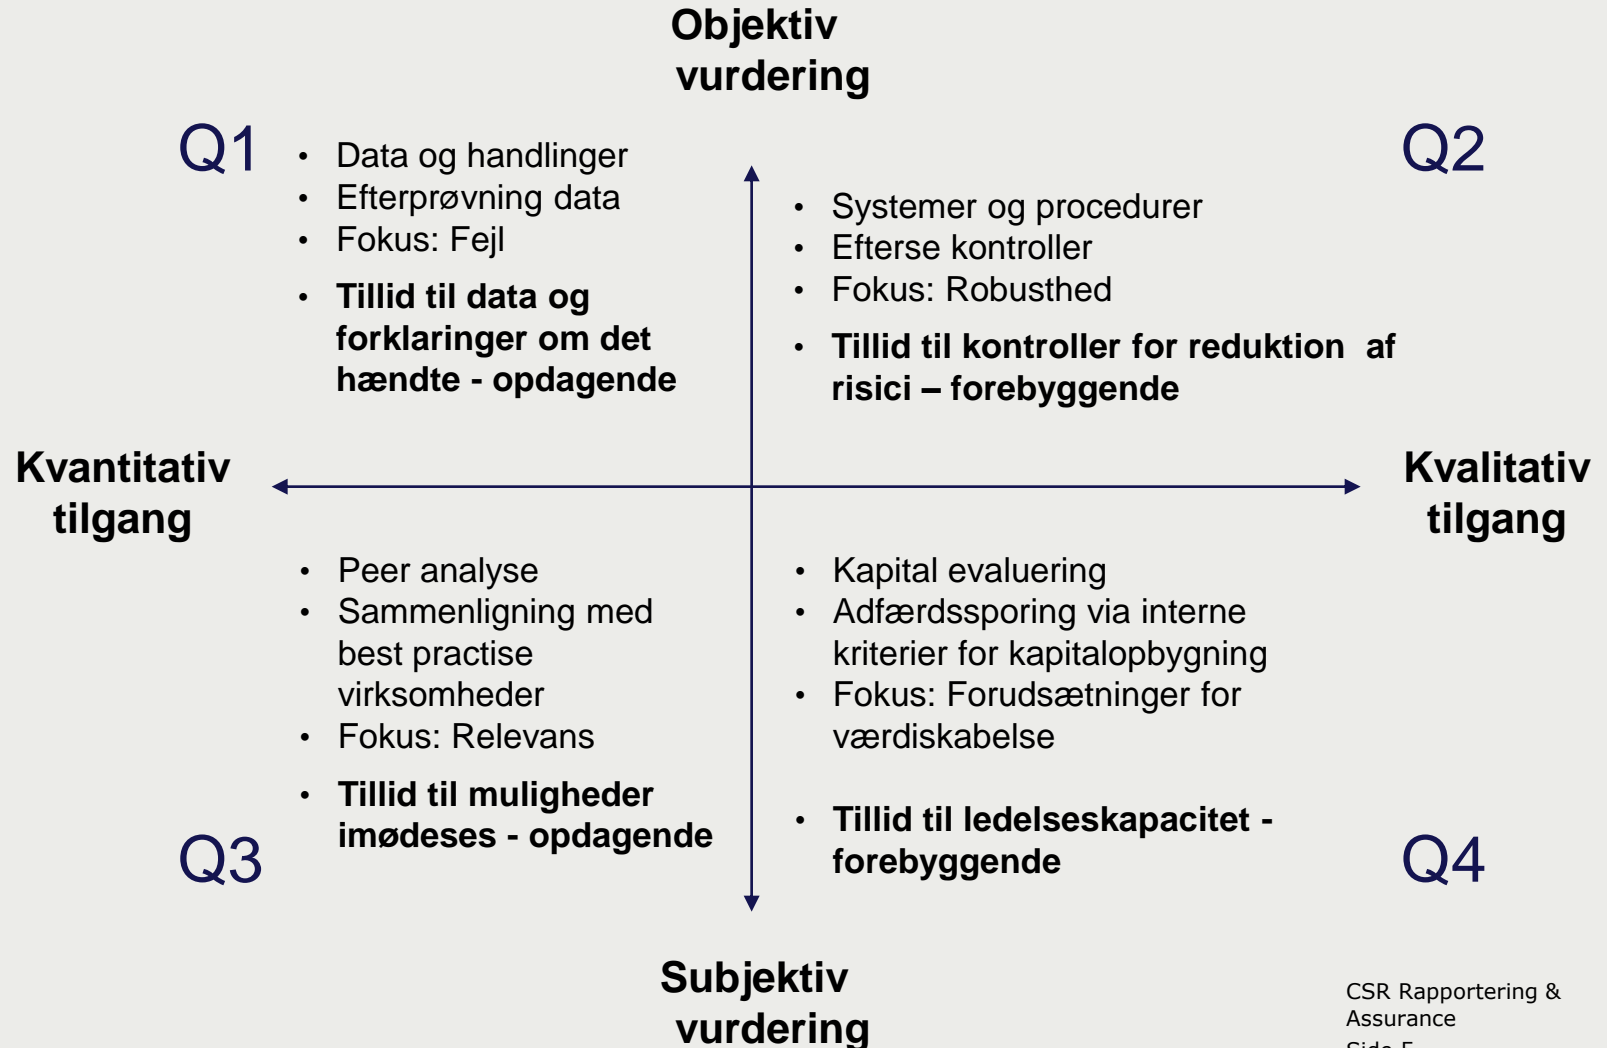 Objektiv
vurdering
Q1
• Data og handlinger
• Efterprøvning data
• Fokus: Fejl
• Tillid til data og
forklaringer om det
hændte - opdagende
Q2
• Systemer og procedurer
• Efterse kontroller
• Fokus: Robusthed
• Tillid til kontroller for reduktion af
risici – forebyggende
Kvantitativ
tilgang
Kvalitativ
tilgang
• Peer analyse
• Sammenligning med
best practise
virksomheder
• Fokus: Relevans
• Tillid til muligheder
imødeses - opdagende
Q3
• Kapital evaluering
• Adfærdssporing via interne
kriterier for kapitalopbygning
• Fokus: Forudsætninger for
værdiskabelse
• Tillid til ledelseskapacitet -
forebyggende
Q4
Subjektiv
vurdering
CSR Rapportering &
Assurance
Side 5